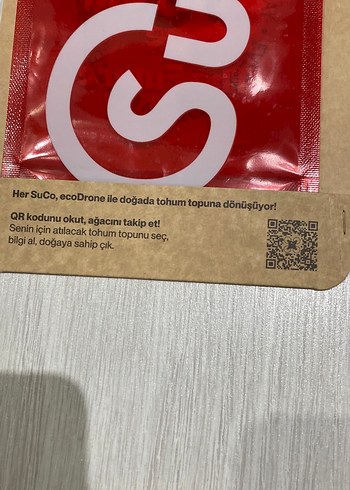 SuC
Her SuCo, ecoDrone ile doğada tohum topuna dönüşüyor!
QR kodunu okut, ağacını takip et!
Senin için atılacak tohum topunu seç,
bilgi al, doğaya sahip çık.